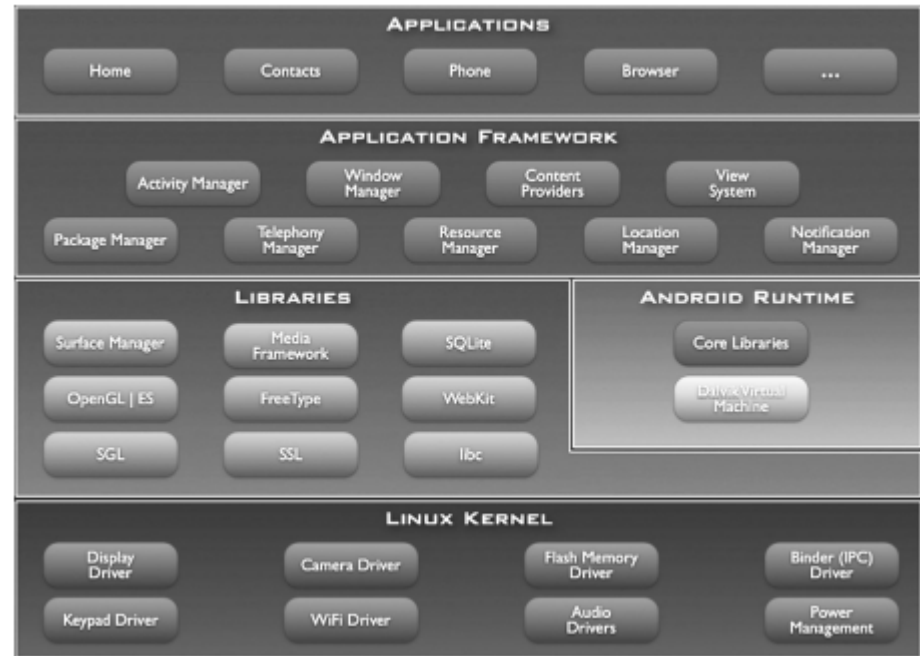 APPLICATIONS
Home
Contacts
Phone
Browser
...
APPLICATION FRAMEWORK
Activity Manager
Window
Manager
Content
Providers
View
System
Package Manager
Telephony
Manager
Resource
Manager
Location
Manager
Notification
Manager
LIBRARIES
Surface Manager
Media
Framework
SQLite
OpenGL | ES
FreeType
WebKit
SGL
SSL
libc
ANDROID RUNTIME
Core Libraries
Dalvik Virtual
Machine
LINUX KERNEL
Display
Driver
Camera Driver
Flash Memory
Driver
Binder (IPC)
Driver
Keypad Driver
WiFi Driver
Audio
Drivers
Power
Management